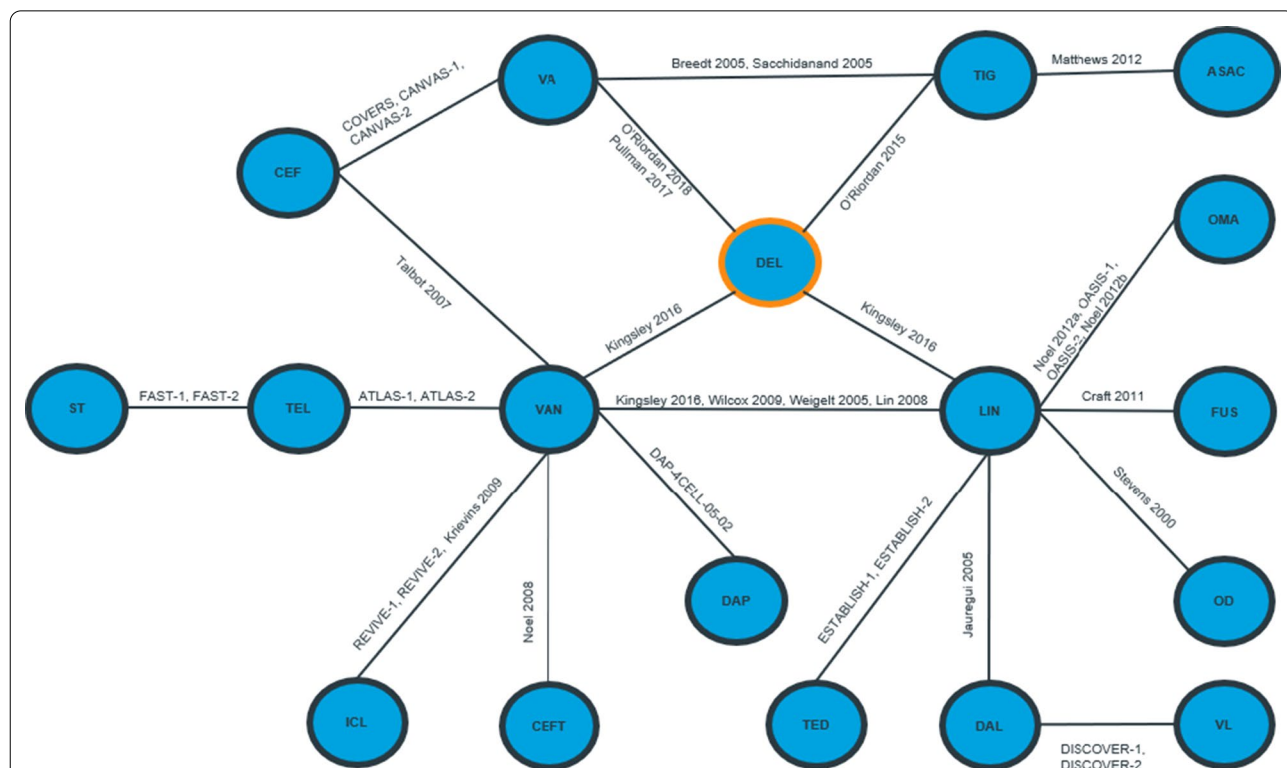 Breedt 2005, Sacchidanand 2005
Matthews 2012
VA
TIG
ASAC
COVERS, CANVAS-1,
CANVAS-2
O'Riordan 2018
Pullman 2017
O'Riordan 2015
CEF
OMA
DEL
Talbot 2007
Kingsley 2016
Kingsley 2016
Noel 2012a, OASIS-1,
OASIS-2, Noel 2012b
FAST-1, FAST-2
ATLAS-1, ATLAS-2
Kingsley 2016, Wilcox 2009, Weigelt 2005, Lin 2008
Craft 2011
ST
TEL
VAN
LIN
FUS
DAP-4CELL-05-02
Stevens 2000
REVIVE-1, REVIVE-2, Krievins 2009
Noel 2008
ESTABLISH-1, ESTABLISH-2
Jauregui 2005
DAP
OD
ICL
CEFT
TED
DAL
VL
DISCOVER-1,
DISCOVER-2